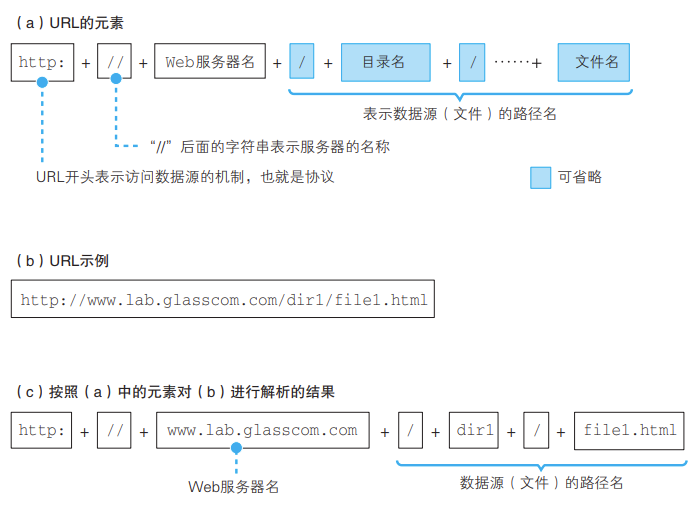 (a)URL的元素
http: + // + Web服务器名 + / + 目录名 + / ……+ 文件名
表示数据源(文件)的路径名
“//”后面的字符串表示服务器的名称
URL开头表示访问数据源的机制,也就是协议
可省略
(b)URL示例
http://www.lab.glasscom.com/dir1/file1.html
(c)按照(a)中的元素对(b)进行解析的结果
http: + // + www.lab.glasscom.com + / + dir1 + / + file1.html
Web服务器名
数据源(文件)的路径名